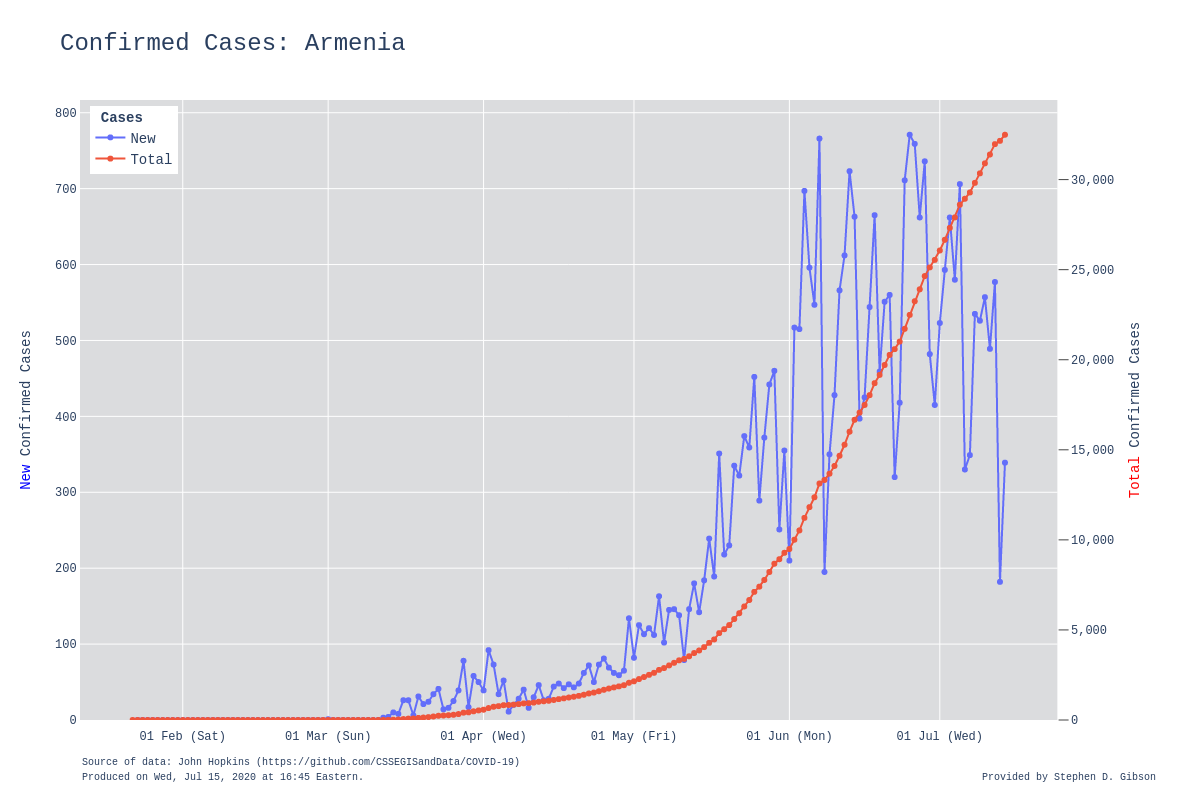 Confirmed Cases: Armenia
Cases
New
Total
800
700
600
500
400
300
200
100
0
30,000
25,000
20,000
15,000
10,000
5,000
0
New Confirmed Cases
Total Confirmed Cases
01 Feb (Sat)
01 Mar (Sun)
01 Apr (Wed)
01 May (Fri)
01 Jun (Mon)
01 Jul (Wed)
Source of data: John Hopkins (https://github.com/CSSEGISandData/COVID-19)
Produced on Wed, Jul 15, 2020 at 16:45 Eastern.
Provided by Stephen D. Gibson